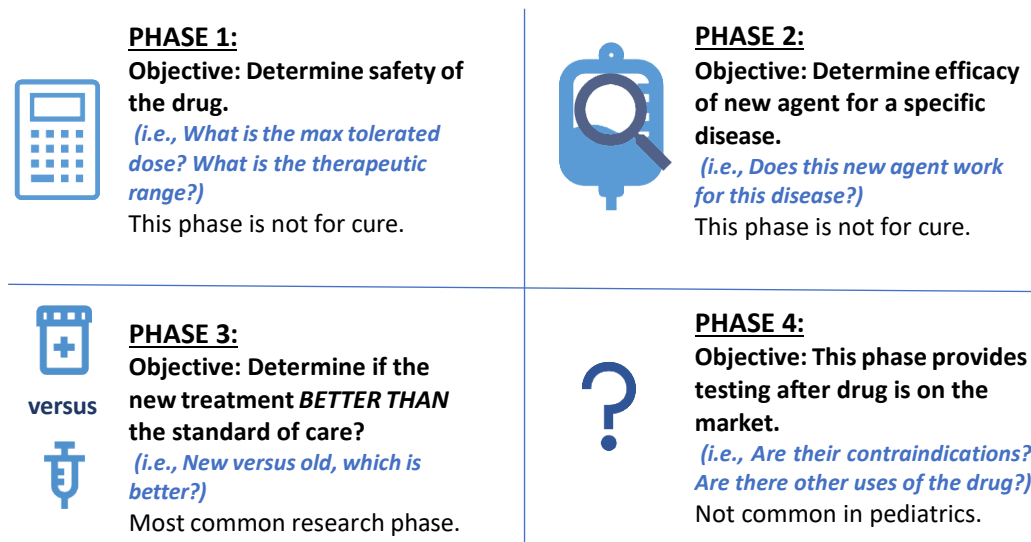 PHASE 1:
Objective: Determine safety of
the drug.
(i.e., What is the max tolerated
dose? What is the therapeutic
range?)
This phase is not for cure.
PHASE 2:
Objective: Determine efficacy
of new agent for a specific
disease.
(i.e., Does this new agent work
for this disease?)
This phase is not for cure.
versus
PHASE 3:
Objective: Determine if the
new treatment BETTER THAN
the standard of care?
(i.e., New versus old, which is
better?)
Most common research phase.
PHASE 4:
Objective: This phase provides
testing after drug is on the
market.
(i.e., Are their contraindications?
Are there other uses of the drug?)
Not common in pediatrics.